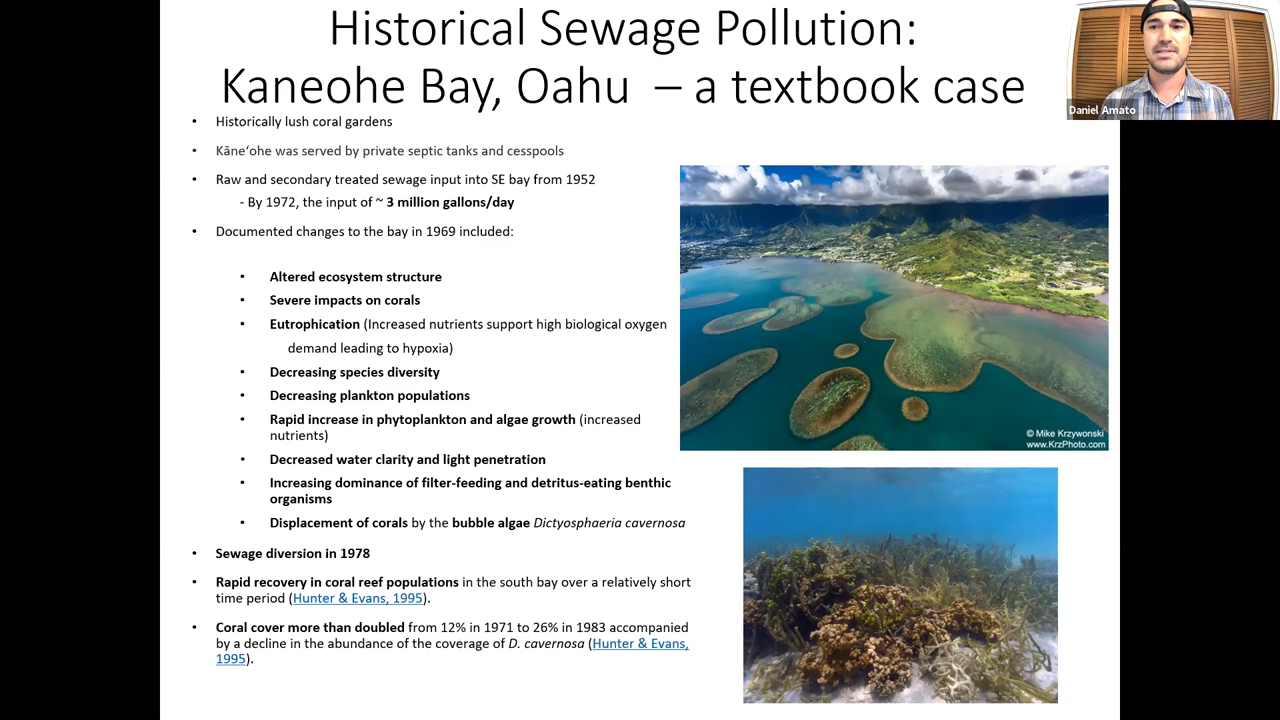 Historical Sewage Pollution:
Kaneohe Bay, Oahu – a textbook case
Daniel Amato
• Historically lush coral gardens
• Kāneʻohe was served by private septic tanks and cesspools
• Raw and secondary treated sewage input into SE bay from 1952
- By 1972, the input of ~ 3 million gallons/day
• Documented changes to the bay in 1969 included:
• Altered ecosystem structure
• Severe impacts on corals
• Eutrophication (Increased nutrients support high biological oxygen
demand leading to hypoxia)
• Decreasing species diversity
• Decreasing plankton populations
• Rapid increase in phytoplankton and algae growth (increased
nutrients)
• Decreased water clarity and light penetration
• Increasing dominance of filter-feeding and detritus-eating benthic
organisms
• Displacement of corals by the bubble algae Dictyosphaeria cavernosa
• Sewage diversion in 1978
• Rapid recovery in coral reef populations in the south bay over a relatively short
time period (Hunter & Evans, 1995).
• Coral cover more than doubled from 12% in 1971 to 26% in 1983 accompanied
by a decline in the abundance of the coverage of D. cavernosa (Hunter & Evans,
1995).
© Mike Krzywonski
www.KrzPhoto.com